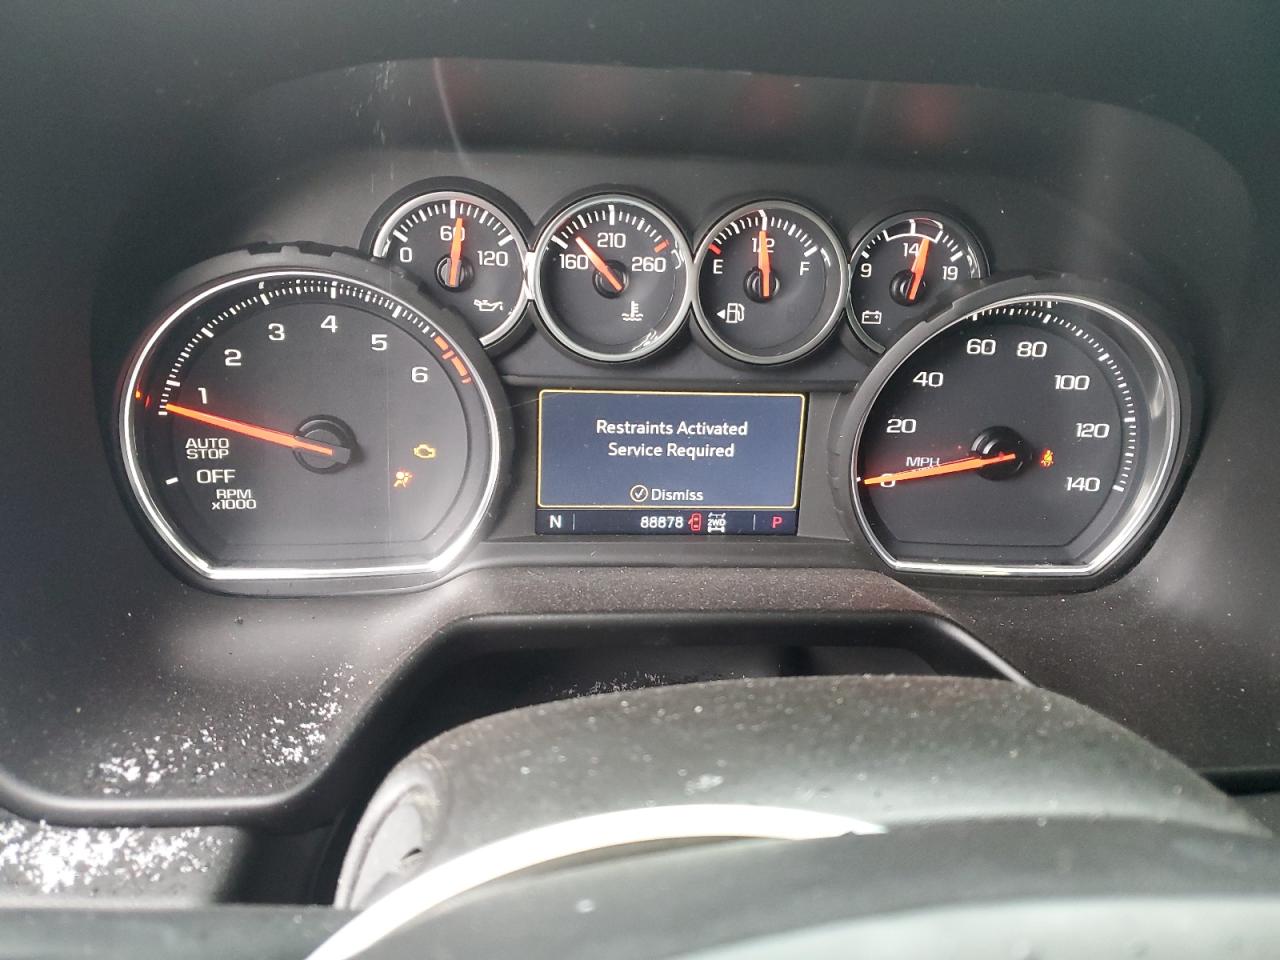 0 60 120
160 210 260
E 1/2 F
9 14 19
1 2 3 4 5 6
AUTO
STOP
OFF
RPM
x1000
Restraints Activated
Service Required
Dismiss
N 88878 2WD P
0 20 40 60 80 100 120 140
MPH